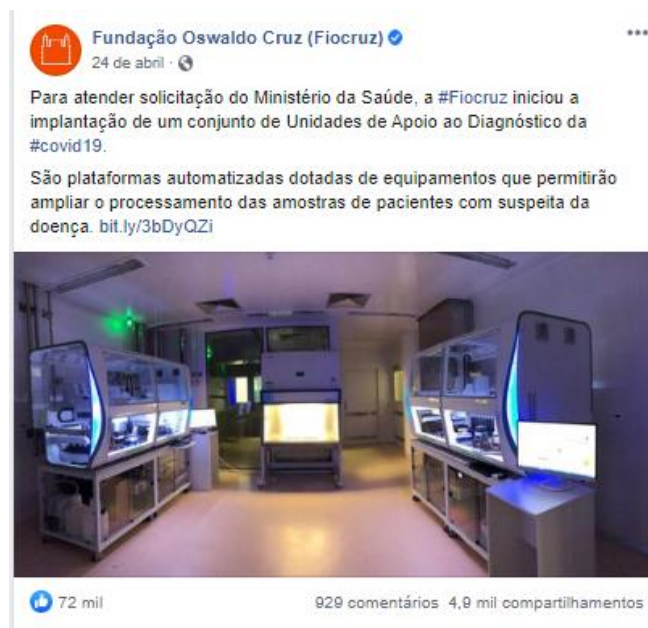 Fundação Oswaldo Cruz (Fiocruz)
24 de abril ·
Para atender solicitação do Ministério da Saúde, a #Fiocruz iniciou a
implantação de um conjunto de Unidades de Apoio ao Diagnóstico da
#covid19.
São plataformas automatizadas dotadas de equipamentos que permitirão
ampliar o processamento das amostras de pacientes com suspeita da
doença. bit.ly/3bDyQZi
72 mil
929 comentários 4,9 mil compartilhamentos